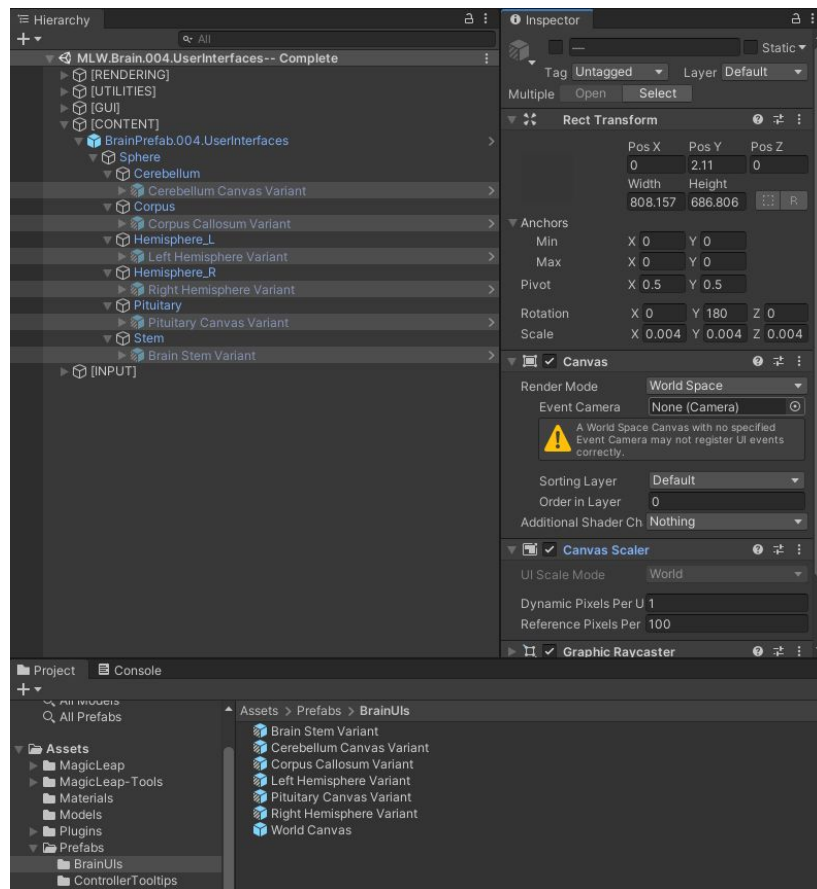 Hierarchy
All
MLW.Brain.004.UserInterfaces-- Complete
[RENDERING]
[UTILITIES]
[GUI]
[CONTENT]
BrainPrefab.004.UserInterfaces
Sphere
Cerebellum
Cerebellum Canvas Variant
Corpus
Corpus Callosum Variant
Hemisphere_L
Left Hemisphere Variant
Hemisphere_R
Right Hemisphere Variant
Pituitary
Pituitary Canvas Variant
Stem
Brain Stem Variant
[INPUT]
Inspector
— Static
Tag Untagged Layer Default
Multiple Open Select
Rect Transform
Pos X Pos Y Pos Z
0 2.11 0
Width Height
808.157 686.806 R
Anchors
Min X 0 Y 0
Max X 0 Y 0
Pivot X 0.5 Y 0.5
Rotation X 0 Y 180 Z 0
Scale X 0.004 Y 0.004 Z 0.004
Canvas
Render Mode World Space
Event Camera None (Camera)
A World Space Canvas with no specified
Event Camera may not register UI events
correctly.
Sorting Layer Default
Order in Layer 0
Additional Shader Ch Nothing
Canvas Scaler
UI Scale Mode World
Dynamic Pixels Per U 1
Reference Pixels Per 100
Graphic Raycaster
Project Console
All Models
All Prefabs
Assets
MagicLeap
MagicLeap-Tools
Materials
Models
Plugins
Prefabs
BrainUIs
ControllerTooltips
Assets > Prefabs > BrainUIs
Brain Stem Variant
Cerebellum Canvas Variant
Corpus Callosum Variant
Left Hemisphere Variant
Pituitary Canvas Variant
Right Hemisphere Variant
World Canvas